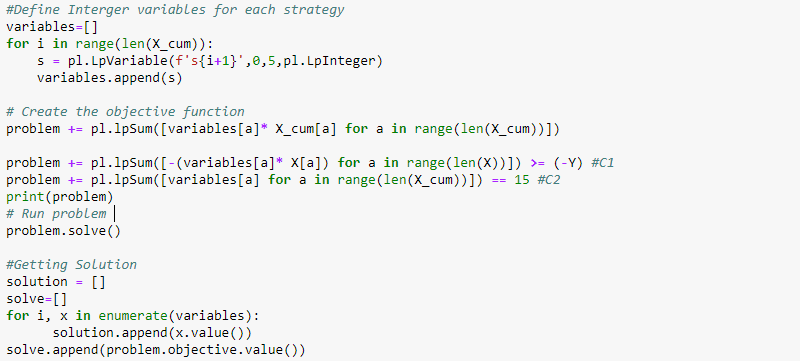 #Define Interger variables for each strategy
variables=[]
for i in range(len(X_cum)):
    s = pl.LpVariable(f's{i+1}',0,5,pl.LpInteger)
    variables.append(s)

# Create the objective function
problem += pl.lpSum([variables[a]* X_cum[a] for a in range(len(X_cum))])

problem += pl.lpSum([-(variables[a]* X[a]) for a in range(len(X))]) >= (-Y) #C1
problem += pl.lpSum([variables[a] for a in range(len(X_cum))]) == 15 #C2
print(problem)
# Run problem
problem.solve()

#Getting Solution
solution = []
solve=[]
for i, x in enumerate(variables):
      solution.append(x.value())
solve.append(problem.objective.value())